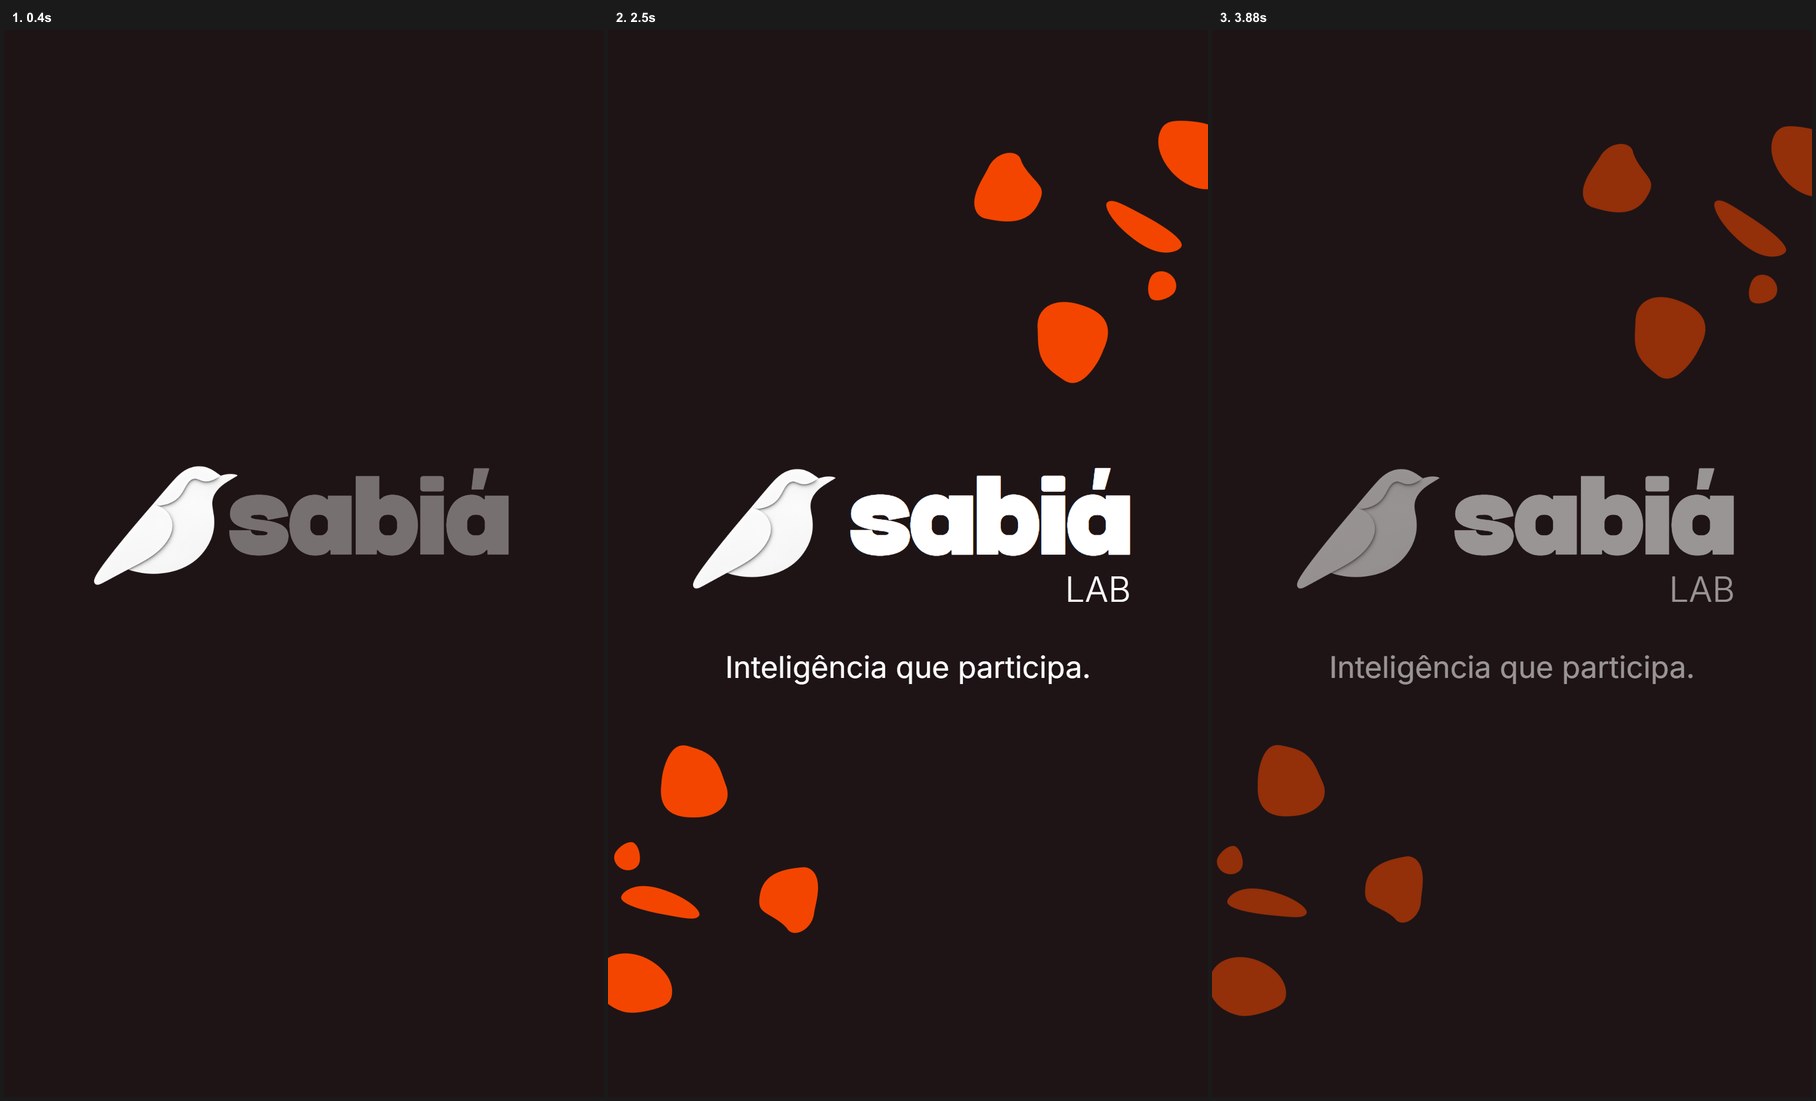 1. 0.4s
sabiá
2. 2.5s
sabiá
LAB
Inteligência que participa.
3. 3.88s
sabiá
LAB
Inteligência que participa.